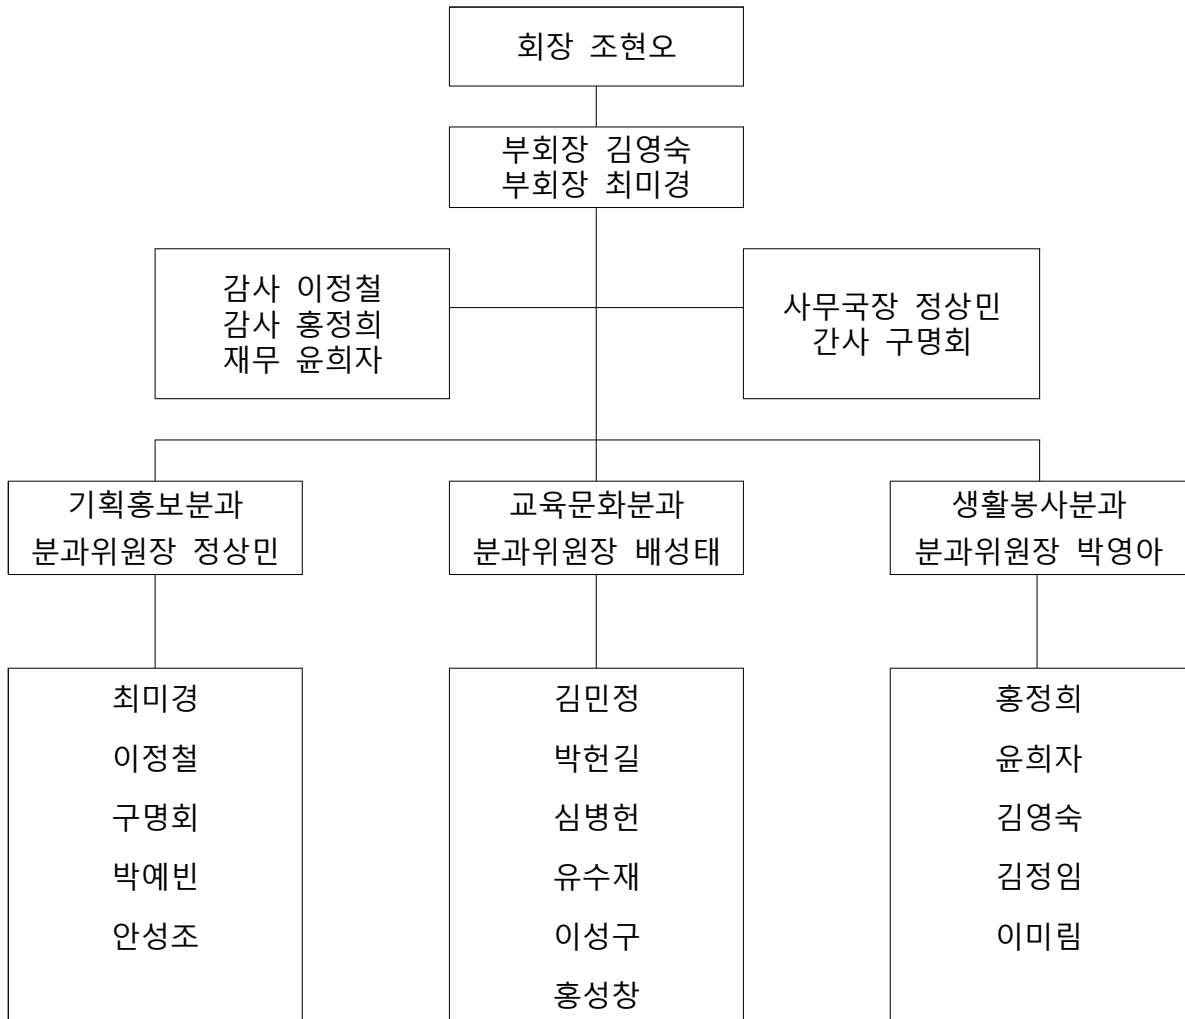 회장 조현오
부회장 김영숙
부회장 최미경
감사 이정철
감사 홍정희
재무 윤희자
사무국장 정상민
간사 구명회
기획홍보분과
분과위원장 정상민
교육문화분과
분과위원장 배성태
생활봉사분과
분과위원장 박영아
최미경
이정철
구명회
박예빈
안성조
김민정
박헌길
심병헌
유수재
이성구
홍성창
홍정희
윤희자
김영숙
김정임
이미림